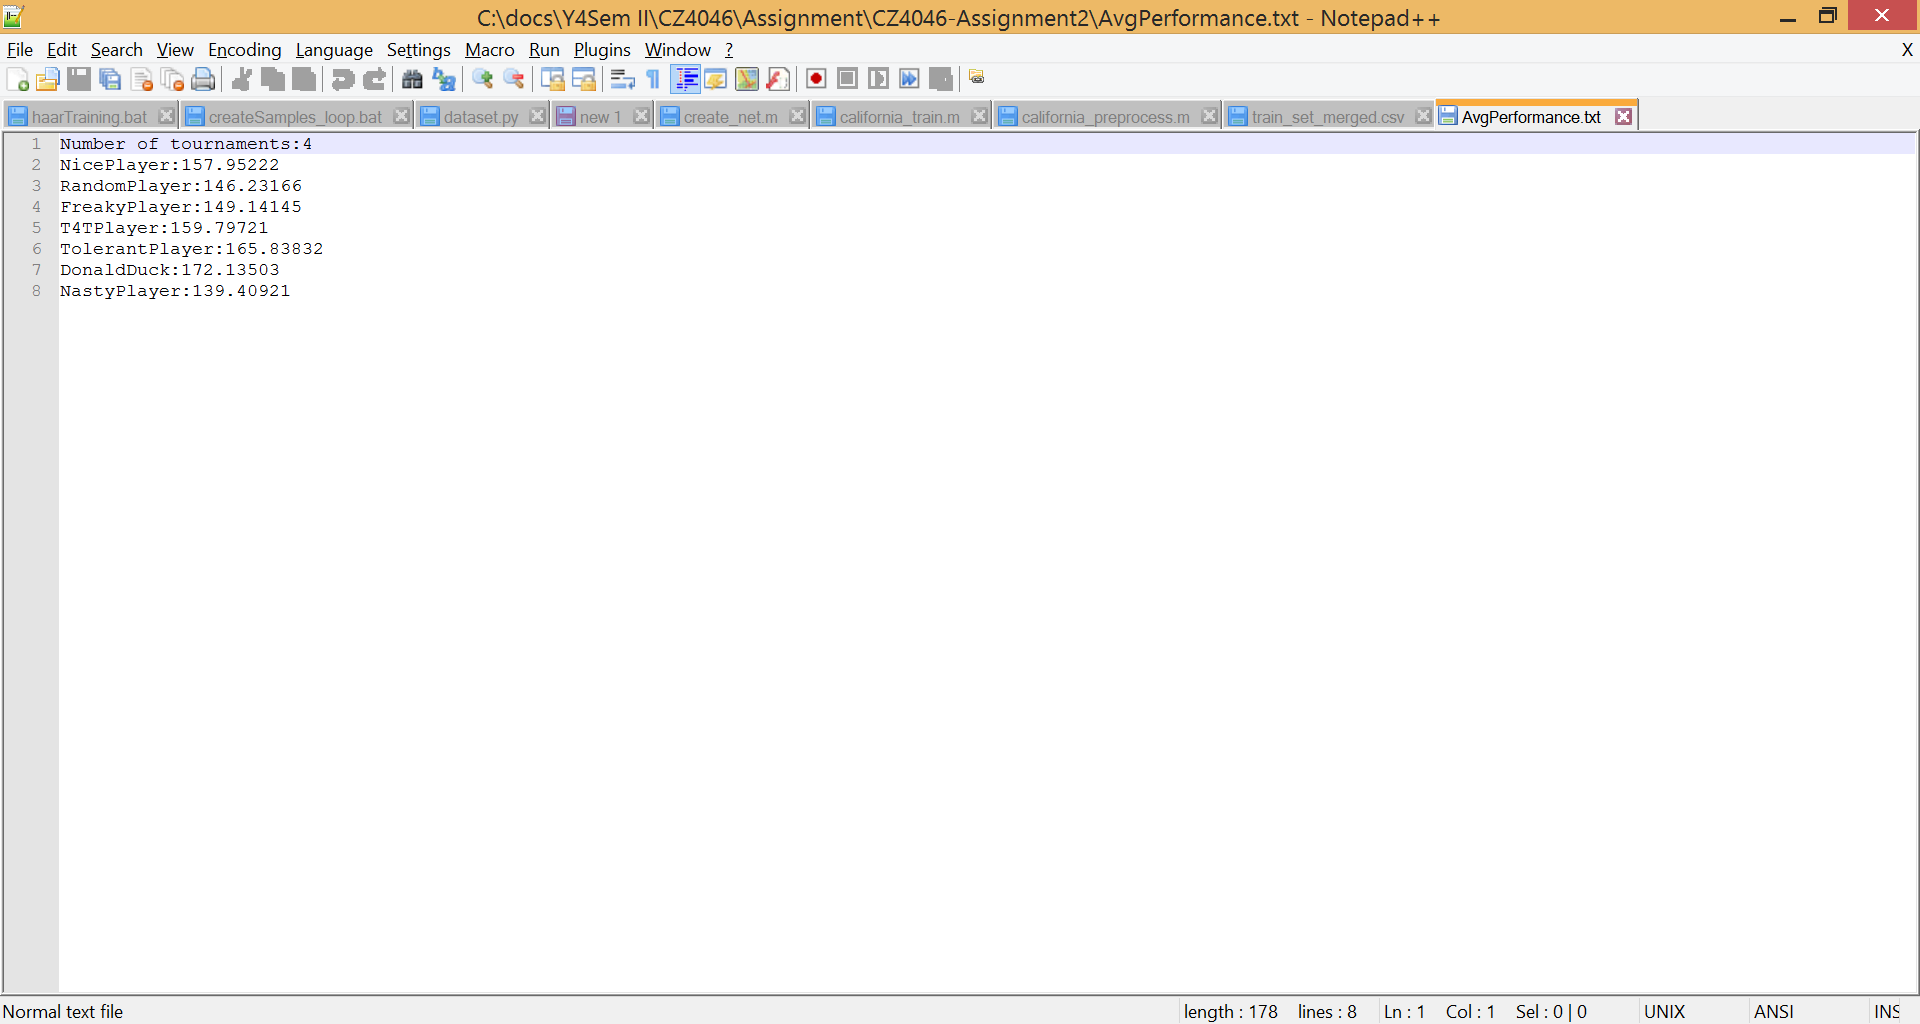 C:\docs\Y4Sem II\CZ4046\Assignment\CZ4046-Assignment2\AvgPerformance.txt - Notepad++
File Edit Search View Encoding Language Settings Macro Run Plugins Window ? X
haarTraining.bat createSamples_loop.bat dataset.py new 1 create_net.m california_train.m california_preprocess.m train_set_merged.csv AvgPerformance.txt
1 Number of tournaments:4
2 NicePlayer:157.95222
3 RandomPlayer:146.23166
4 FreakyPlayer:149.14145
5 T4TPlayer:159.79721
6 TolerantPlayer:165.83832
7 DonaldDuck:172.13503
8 NastyPlayer:139.40921
Normal text file length : 178 lines : 8 Ln : 1 Col : 1 Sel : 0 | 0 UNIX ANSI INS